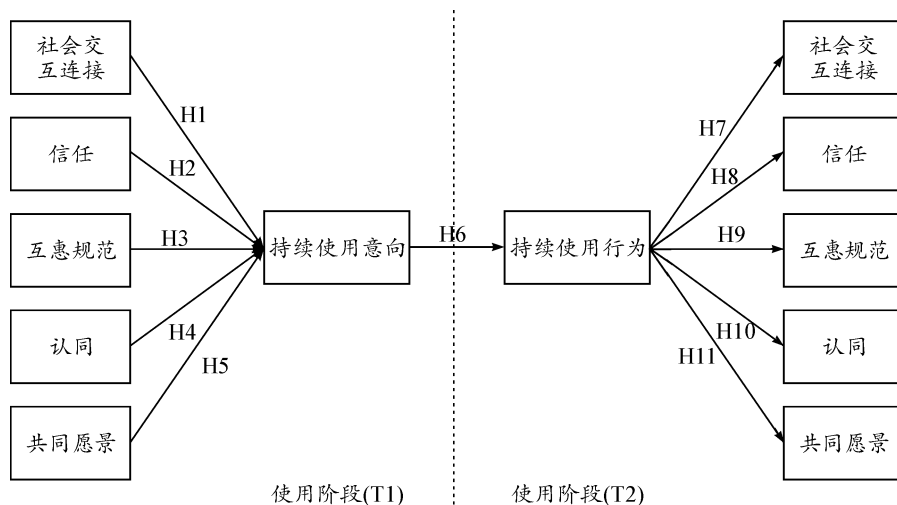 社会交
互连接
信任
互惠规范
认同
共同愿景
H1
H2
H3
H4
H5
持续使用意向
H6
持续使用行为
H7
H8
H9
H10
H11
社会交
互连接
信任
互惠规范
认同
共同愿景
使用阶段(T1)
使用阶段(T2)